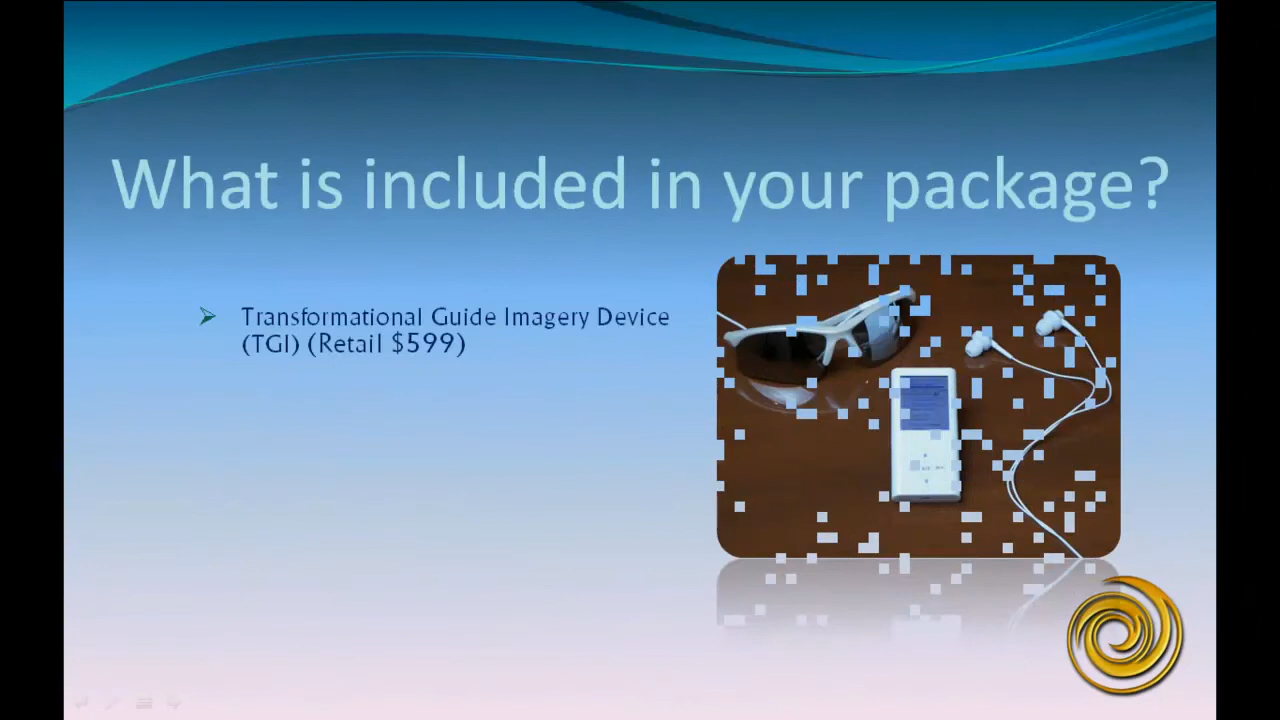 What is included in your package?
Transformational Guide Imagery Device
(TGI) (Retail $599)